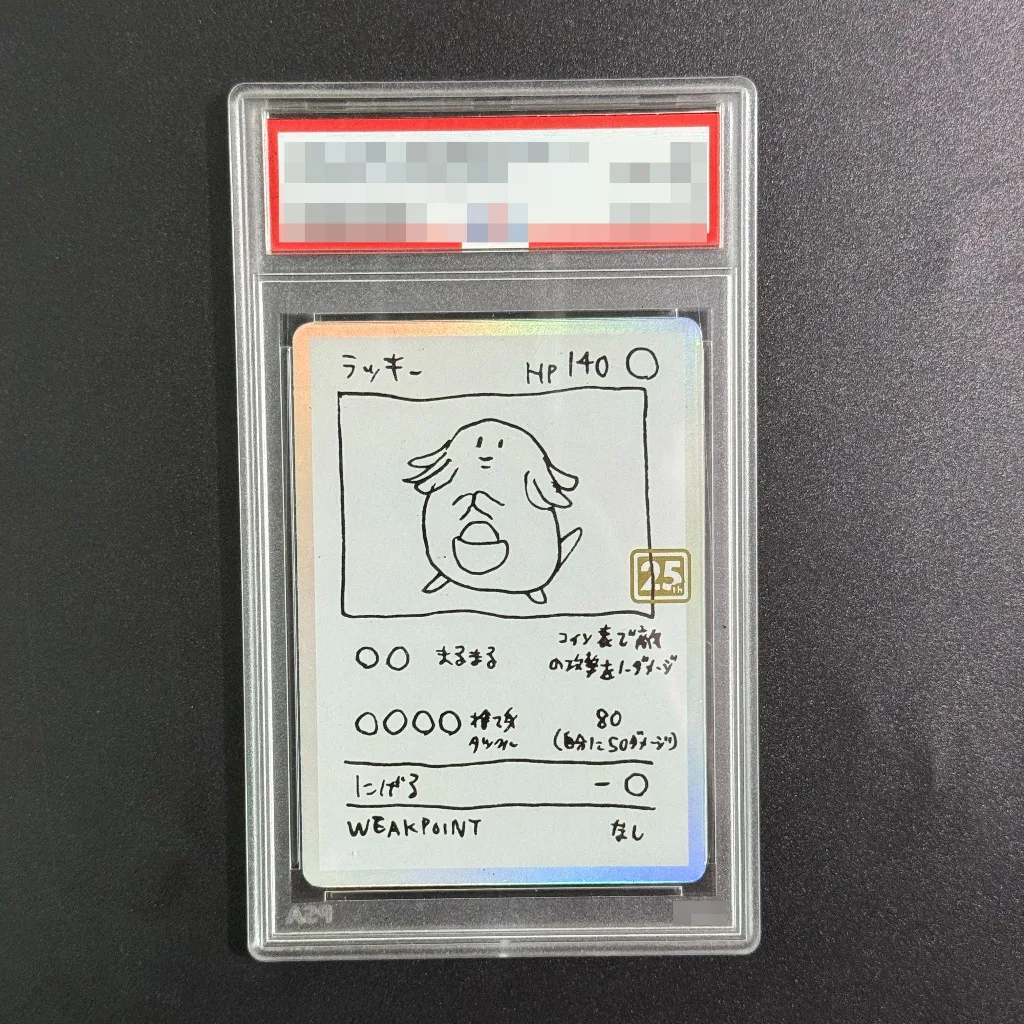 ラッキー HP 140
25th
まるまる コイン表で敵
の攻撃を1ダメージ
捨て身 80
タックル (自分に50ダメージ)
にげる - ○
WEAKPOINT なし
PSA